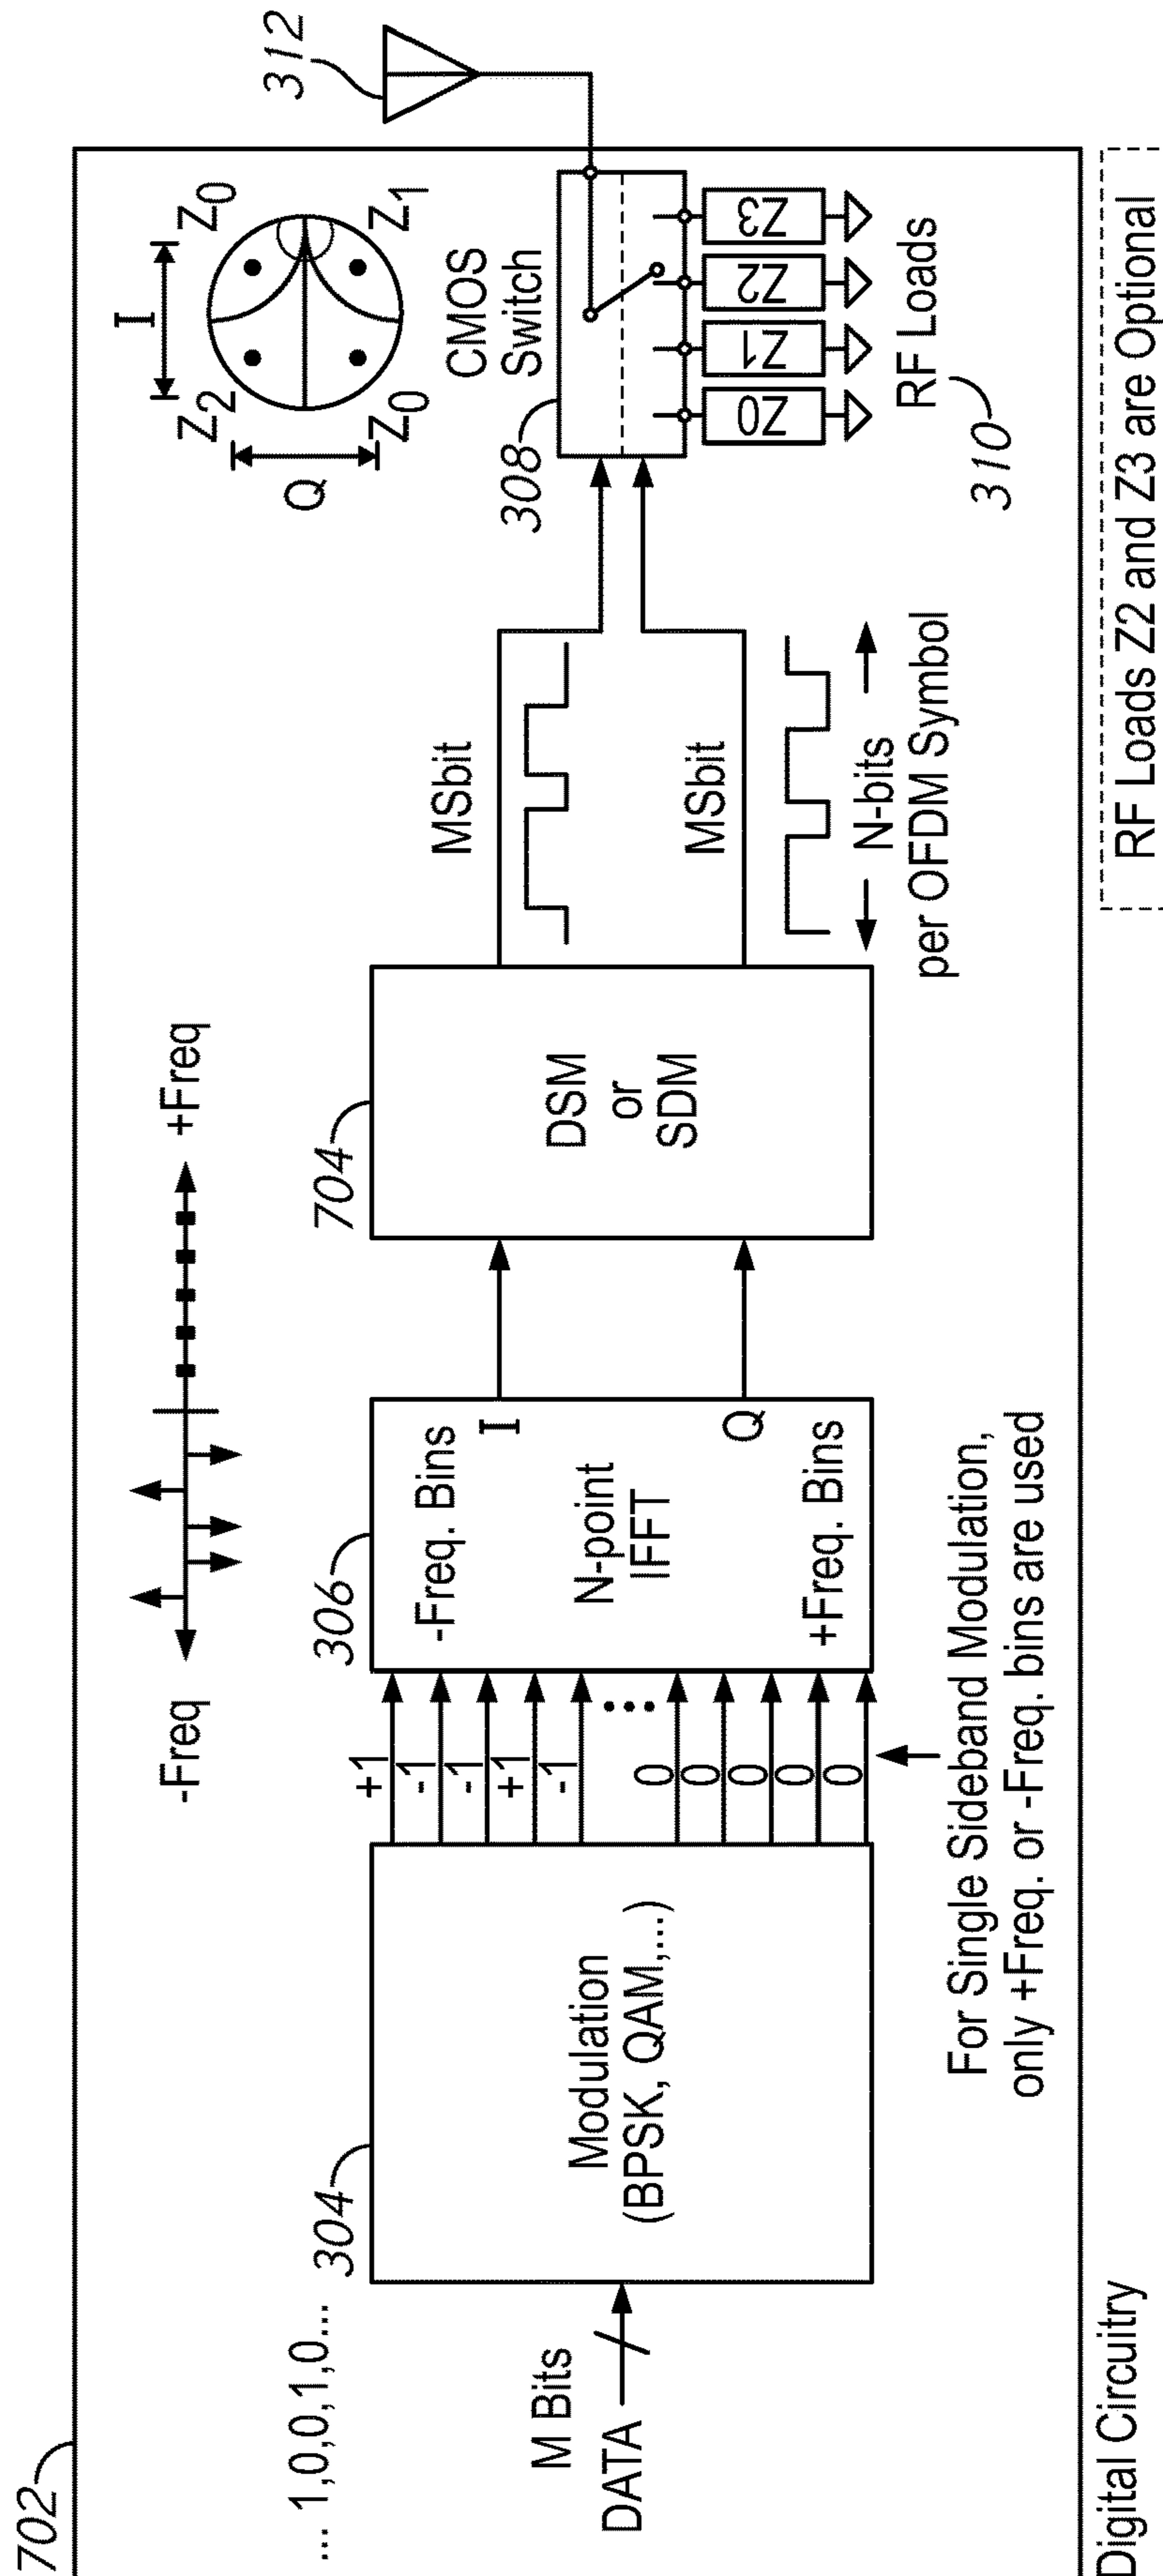 702
... 1,0,0,1,0...
M Bits
DATA
304
Modulation
(BPSK, QAM,...)
+1
-1
-1
+1
-1
0
0
0
0
0
For Single Sideband Modulation,
only +Freq. or -Freq. bins are used
-Freq
+Freq
306
-Freq. Bins
I
N-point
IFFT
Q
+Freq. Bins
704
DSM
or
SDM
MSbit
MSbit
N-bits
per OFDM Symbol
I
Q
Z2
Z0
Z0
Z1
CMOS
Switch
308
Z0
Z1
Z2
Z3
RF Loads
310
312
Digital Circuitry
RF Loads Z2 and Z3 are Optional